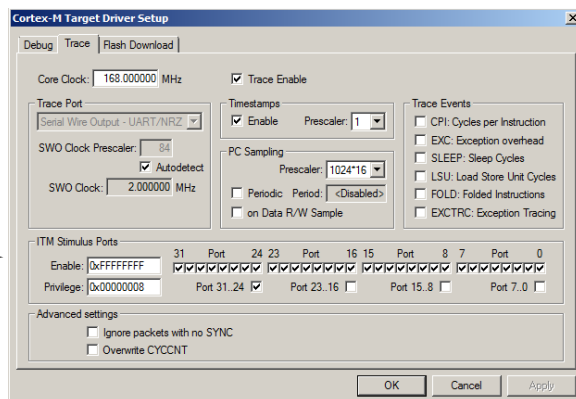 Cortex-M Target Driver Setup
Debug Trace Flash Download
Core Clock: 168.000000 MHz Trace Enable
Trace Port
Serial Wire Output - UART/NRZ
SWO Clock Prescaler: 84
Autodetect
SWO Clock: 2.000000 MHz
Timestamps
Enable Prescaler: 1
PC Sampling
Prescaler: 1024*16
Periodic Period: <Disabled>
on Data R/W Sample
Trace Events
CPI: Cycles per Instruction
EXC: Exception overhead
SLEEP: Sleep Cycles
LSU: Load Store Unit Cycles
FOLD: Folded Instructions
EXCTRC: Exception Tracing
ITM Stimulus Ports
31 Port 24 23 Port 16 15 Port 8 7 Port 0
Enable: 0xFFFFFFFF
Privilege: 0x00000008 Port 31..24 Port 23..16 Port 15..8 Port 7..0
Advanced settings
Ignore packets with no SYNC
Overwrite CYCCNT
OK Cancel Apply